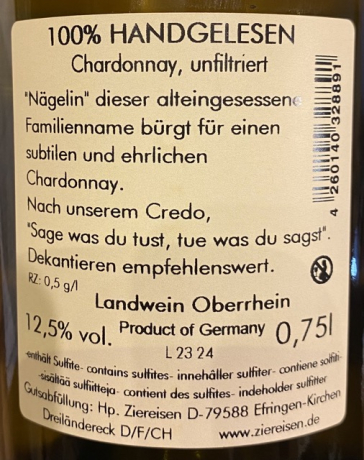 100% HANDGELESEN
Chardonnay, unfiltriert
"Nägelin" dieser alteingesessene
Familienname bürgt für einen
subtilen und ehrlichen
Chardonnay.
Nach unserem Credo,
"Sage was du tust, tue was du sagst".
Dekantieren empfehlenswert.
RZ: 0,5 g/l
4 260140 328891
Landwein Oberrhein
12,5% vol. Product of Germany 0,75l
L 23 24
-enthält Sulfite- contains sulfites- innehåller sulfiter- contiene
-sisältää sulfiitteja- contient des sulfites- indeholder sulfitter
Gutsabfüllung: Hp. Ziereisen D-79588 Efringen-Kirchen
Dreiländereck D/F/CH www.ziereisen.de